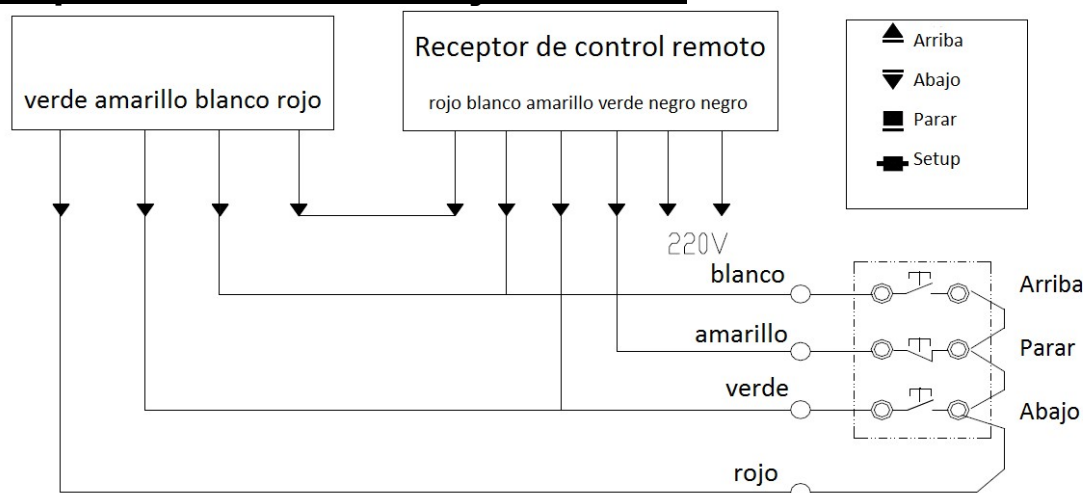 verde amarillo blanco rojo
Receptor de control remoto
rojo blanco amarillo verde negro negro
Arriba
Abajo
Parar
Setup
220V
blanco
Arriba
amarillo
Parar
verde
Abajo
rojo